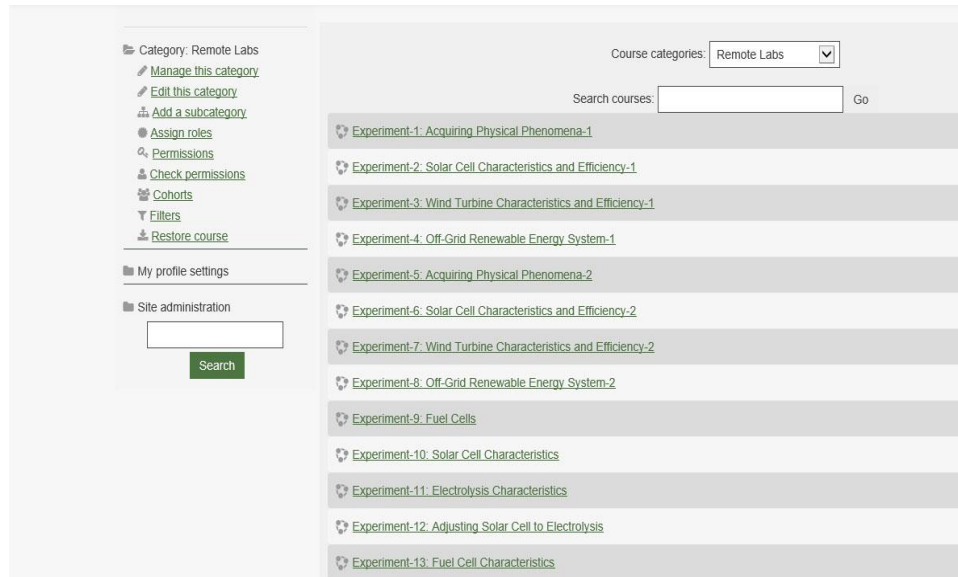 Category: Remote Labs
Manage this category
Edit this category
Add a subcategory
Assign roles
Permissions
Check permissions
Cohorts
Filters
Restore course
My profile settings
Site administration
Search
Course categories: Remote Labs
Search courses: Go
Experiment-1: Acquiring Physical Phenomena-1
Experiment-2: Solar Cell Characteristics and Efficiency-1
Experiment-3: Wind Turbine Characteristics and Efficiency-1
Experiment-4: Off-Grid Renewable Energy System-1
Experiment-5: Acquiring Physical Phenomena-2
Experiment-6: Solar Cell Characteristics and Efficiency-2
Experiment-7: Wind Turbine Characteristics and Efficiency-2
Experiment-8: Off-Grid Renewable Energy System-2
Experiment-9: Fuel Cells
Experiment-10: Solar Cell Characteristics
Experiment-11: Electrolysis Characteristics
Experiment-12: Adjusting Solar Cell to Electrolysis
Experiment-13: Fuel Cell Characteristics